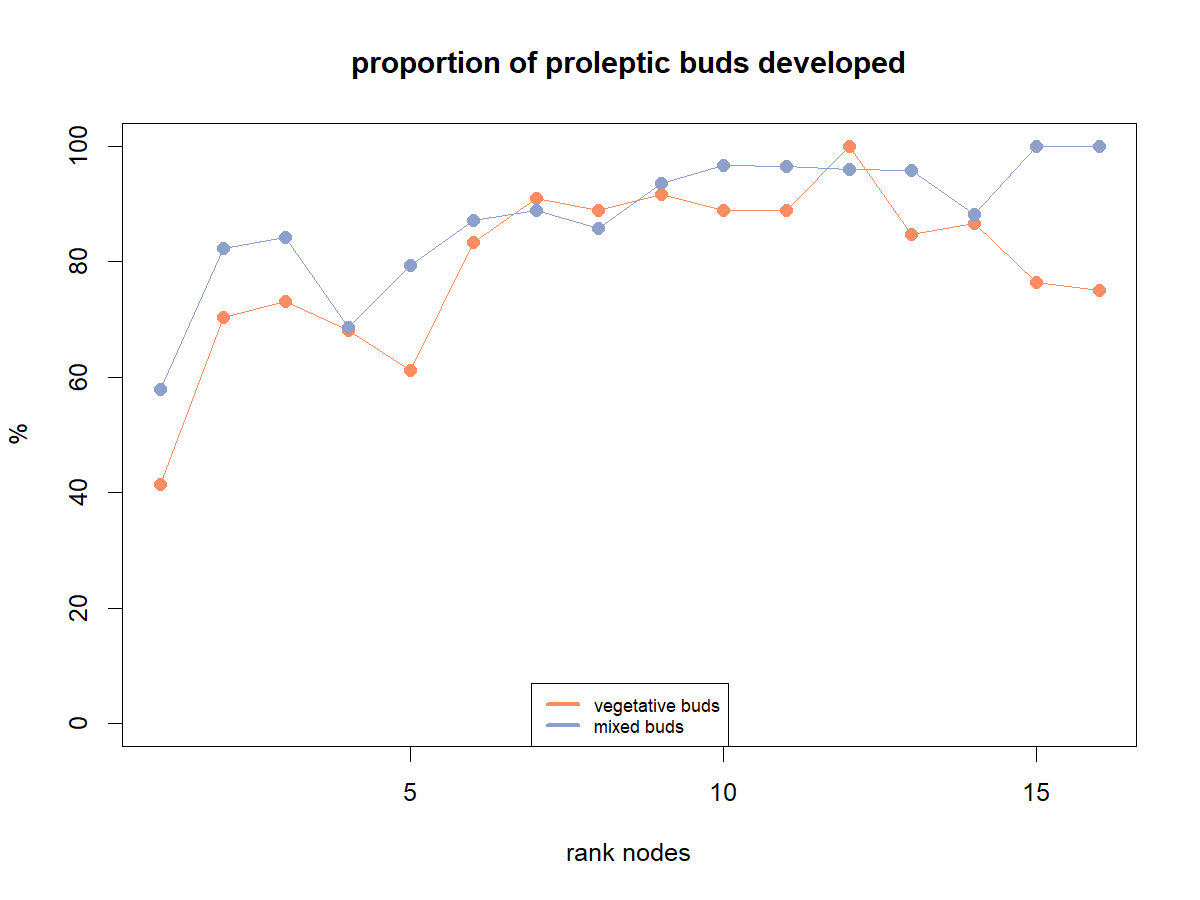 proportion of proleptic buds developed
100
80
60
40
20
0
%
vegetative buds
mixed buds
5 10 15
rank nodes